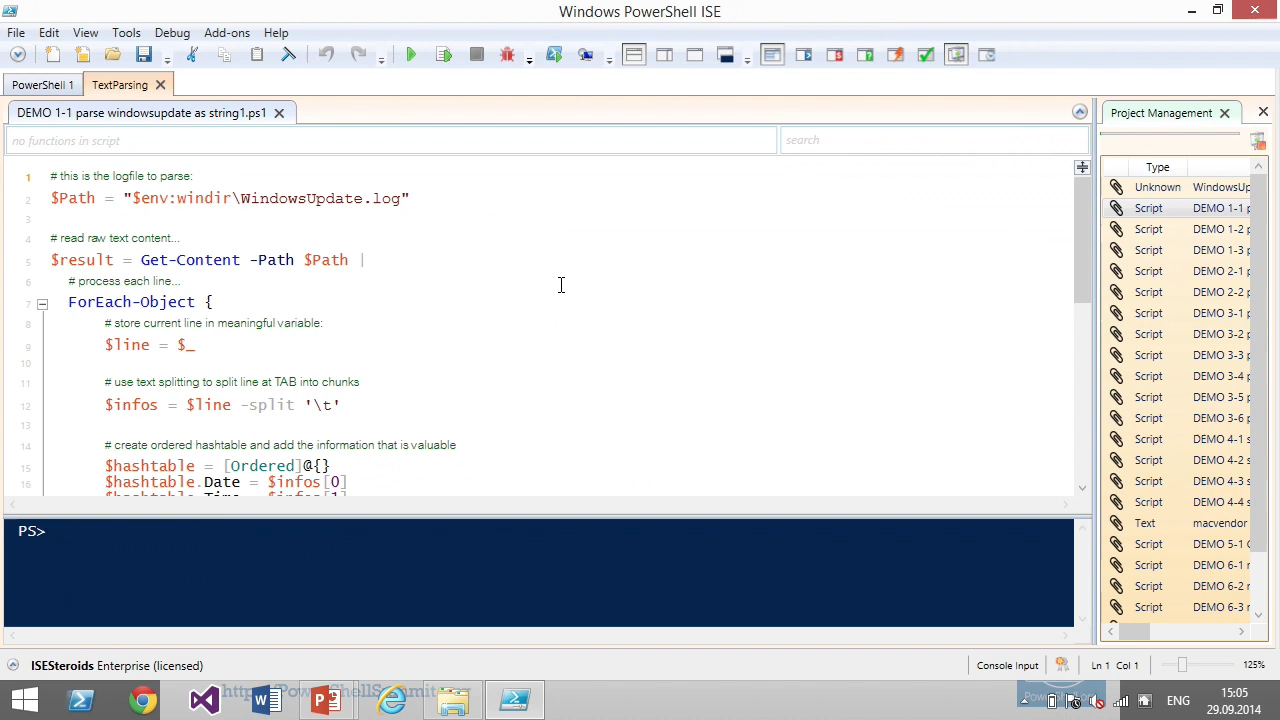 Windows PowerShell ISE
File Edit View Tools Debug Add-ons Help
PowerShell 1 TextParsing
DEMO 1-1 parse windowsupdate as string1.ps1
no functions in script
search
1 # this is the logfile to parse:
2 $Path = "$env:windir\WindowsUpdate.log"
3
4 # read raw text content...
5 $result = Get-Content -Path $Path |
6 # process each line...
7 ForEach-Object {
8 # store current line in meaningful variable:
9 $line = $_
10
11 # use text splitting to split line at TAB into chunks
12 $infos = $line -split '\t'
13
14 # create ordered hashtable and add the information that is valuable
15 $hashtable = [Ordered]@{}
16 $hashtable.Date = $infos[0]
$hashtable.Time = $infos[1]
PS>
Project Management
Type
Unknown WindowsUp
Script DEMO 1-1 p
Script DEMO 1-2 p
Script DEMO 1-3 p
Script DEMO 2-1 p
Script DEMO 2-2 p
Script DEMO 3-1 p
Script DEMO 3-2 p
Script DEMO 3-3 p
Script DEMO 3-4 p
Script DEMO 3-5 p
Script DEMO 3-6 p
Script DEMO 4-1 s
Script DEMO 4-2 s
Script DEMO 4-3 s
Script DEMO 4-4 s
Text macvendor
Script DEMO 5-1 G
Script DEMO 6-1 r
Script DEMO 6-2 r
Script DEMO 6-3 r
ISESteroids Enterprise (licensed)
Console Input
Ln 1 Col 1
125%
ENG
15:05
29.09.2014